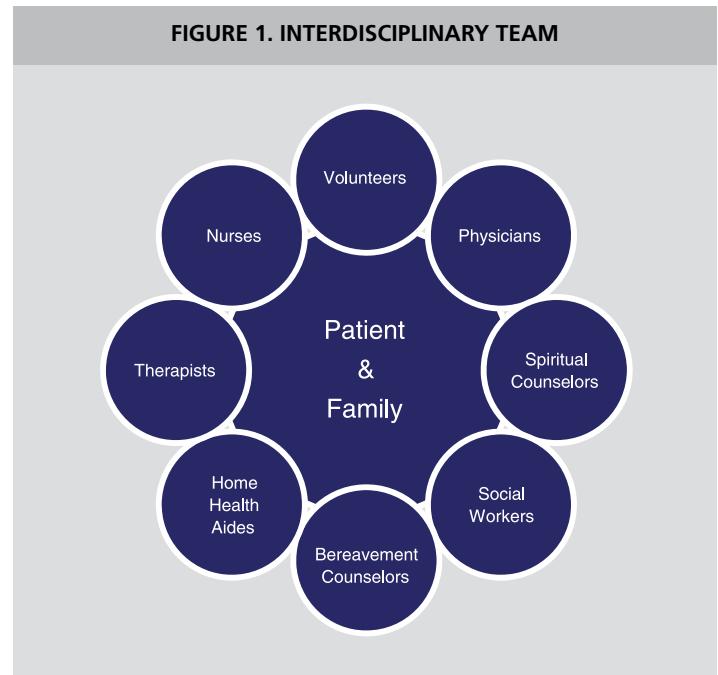 FIGURE 1. INTERDISCIPLINARY TEAM
Volunteers
Nurses
Physicians
Patient
&
Family
Therapists
Spiritual
Counselors
Home
Health
Aides
Social
Workers
Bereavement
Counselors